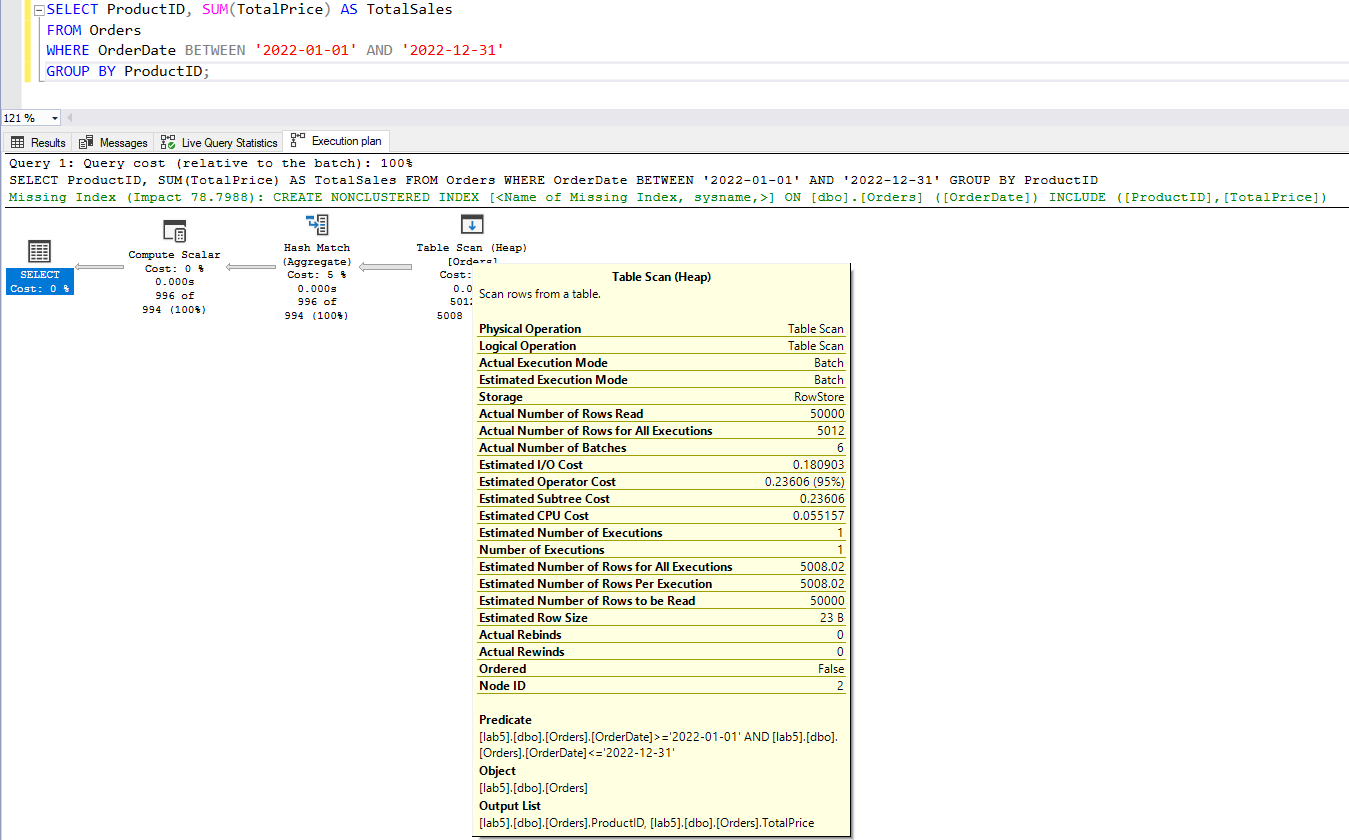 SELECT ProductID, SUM(TotalPrice) AS TotalSales
FROM Orders
WHERE OrderDate BETWEEN '2022-01-01' AND '2022-12-31'
GROUP BY ProductID;
121 %
Results Messages Live Query Statistics Execution plan
Query 1: Query cost (relative to the batch): 100%
SELECT ProductID, SUM(TotalPrice) AS TotalSales FROM Orders WHERE OrderDate BETWEEN '2022-01-01' AND '2022-12-31' GROUP BY ProductID
Missing Index (Impact 78.7988): CREATE NONCLUSTERED INDEX [<Name of Missing Index, sysname,>] ON [dbo].[Orders] ([OrderDate]) INCLUDE ([ProductID],[TotalPrice])
SELECT
Cost: 0 %
Compute Scalar
Cost: 0 %
0.000s
996 of
994 (100%)
Hash Match
(Aggregate)
Cost: 5 %
0.000s
996 of
994 (100%)
Table Scan (Heap)
[Orders]
Cost:
0.0
5012
5008
Table Scan (Heap)
Scan rows from a table.
Physical Operation Table Scan
Logical Operation Table Scan
Actual Execution Mode Batch
Estimated Execution Mode Batch
Storage RowStore
Actual Number of Rows Read 50000
Actual Number of Rows for All Executions 5012
Actual Number of Batches 6
Estimated I/O Cost 0.180903
Estimated Operator Cost 0.23606 (95%)
Estimated Subtree Cost 0.23606
Estimated CPU Cost 0.055157
Estimated Number of Executions 1
Number of Executions 1
Estimated Number of Rows for All Executions 5008.02
Estimated Number of Rows Per Execution 5008.02
Estimated Number of Rows to be Read 50000
Estimated Row Size 23 B
Actual Rebinds 0
Actual Rewinds 0
Ordered False
Node ID 2
Predicate
[lab5].[dbo].[Orders].[OrderDate]>='2022-01-01' AND [lab5].[dbo].
[Orders].[OrderDate]<='2022-12-31'
Object
[lab5].[dbo].[Orders]
Output List
[lab5].[dbo].[Orders].ProductID, [lab5].[dbo].[Orders].TotalPrice